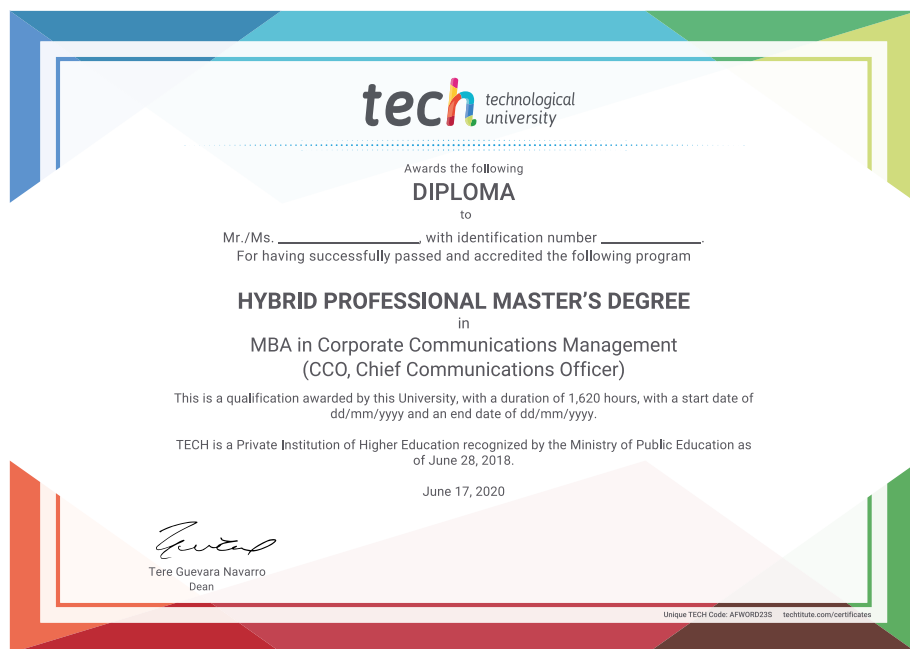 tech technological
university
Awards the following
DIPLOMA
to
Mr./Ms. ____________________, with identification number ______________.
For having successfully passed and accredited the following program
HYBRID PROFESSIONAL MASTER'S DEGREE
in
MBA in Corporate Communications Management
(CCO, Chief Communications Officer)
This is a qualification awarded by this University, with a duration of 1,620 hours, with a start date of
dd/mm/yyyy and an end date of dd/mm/yyyy.
TECH is a Private Institution of Higher Education recognized by the Ministry of Public Education as
of June 28, 2018.
June 17, 2020
Tere Guevara Navarro
Dean
Unique TECH Code: AFWORD23S techtitute.com/certificates